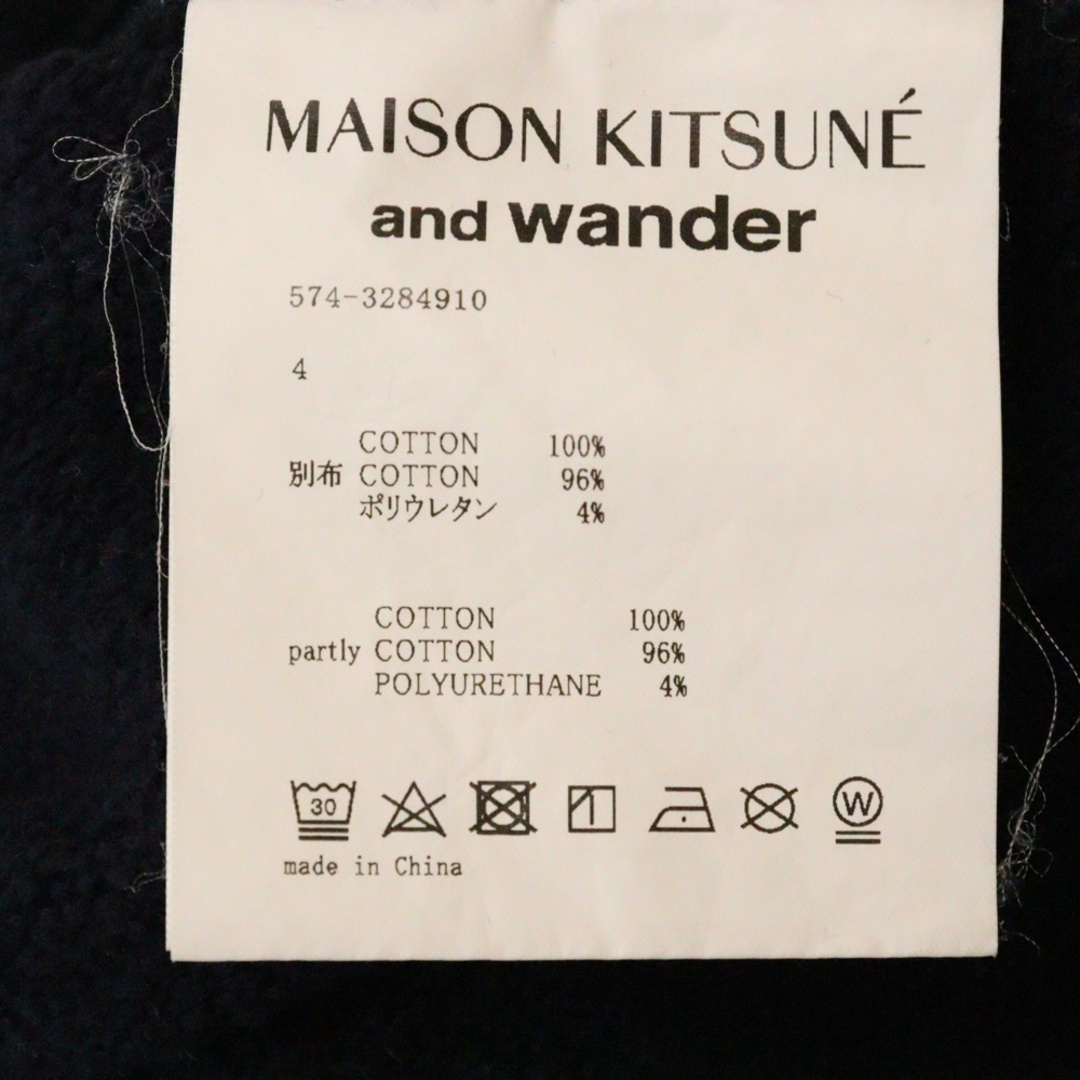 MAISON KITSUNÉ
and wander
574-3284910
4
COTTON 100%
別布 COTTON 96%
ポリウレタン 4%
COTTON 100%
partly COTTON 96%
POLYURETHANE 4%
30 W
made in China